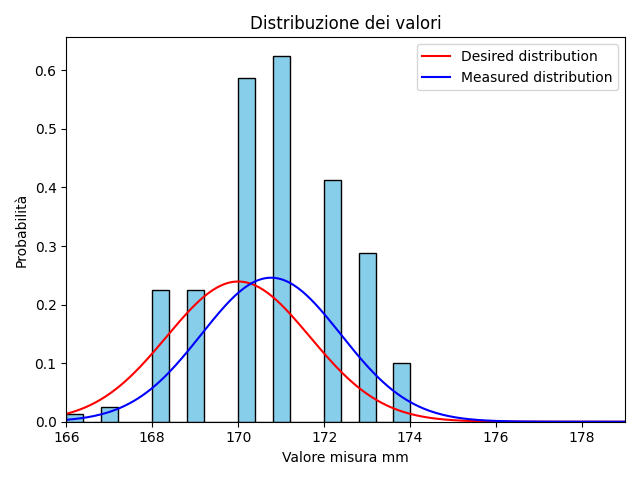 Distribuzione dei valori
Desired distribution
Measured distribution
Probabilità
0.6
0.5
0.4
0.3
0.2
0.1
0.0
166 168 170 172 174 176 178
Valore misura mm